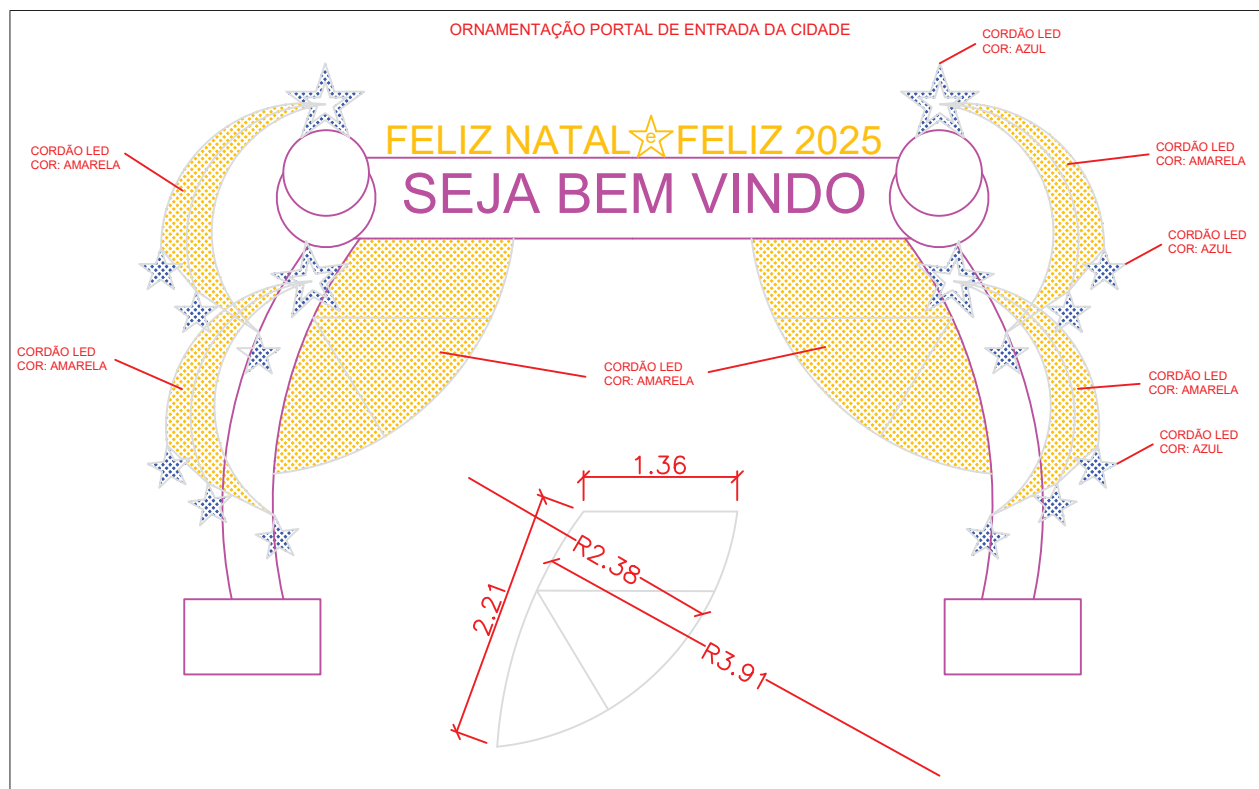 ORNAMENTAÇÃO PORTAL DE ENTRADA DA CIDADE
CORDÃO LED
COR: AZUL
FELIZ NATAL e FELIZ 2025
SEJA BEM VINDO
CORDÃO LED
COR: AMARELA
CORDÃO LED
COR: AMARELA
CORDÃO LED
COR: AZUL
CORDÃO LED
COR: AMARELA
CORDÃO LED
COR: AMARELA
CORDÃO LED
COR: AMARELA
CORDÃO LED
COR: AZUL
1.36
R2.38
2.21
R3.91